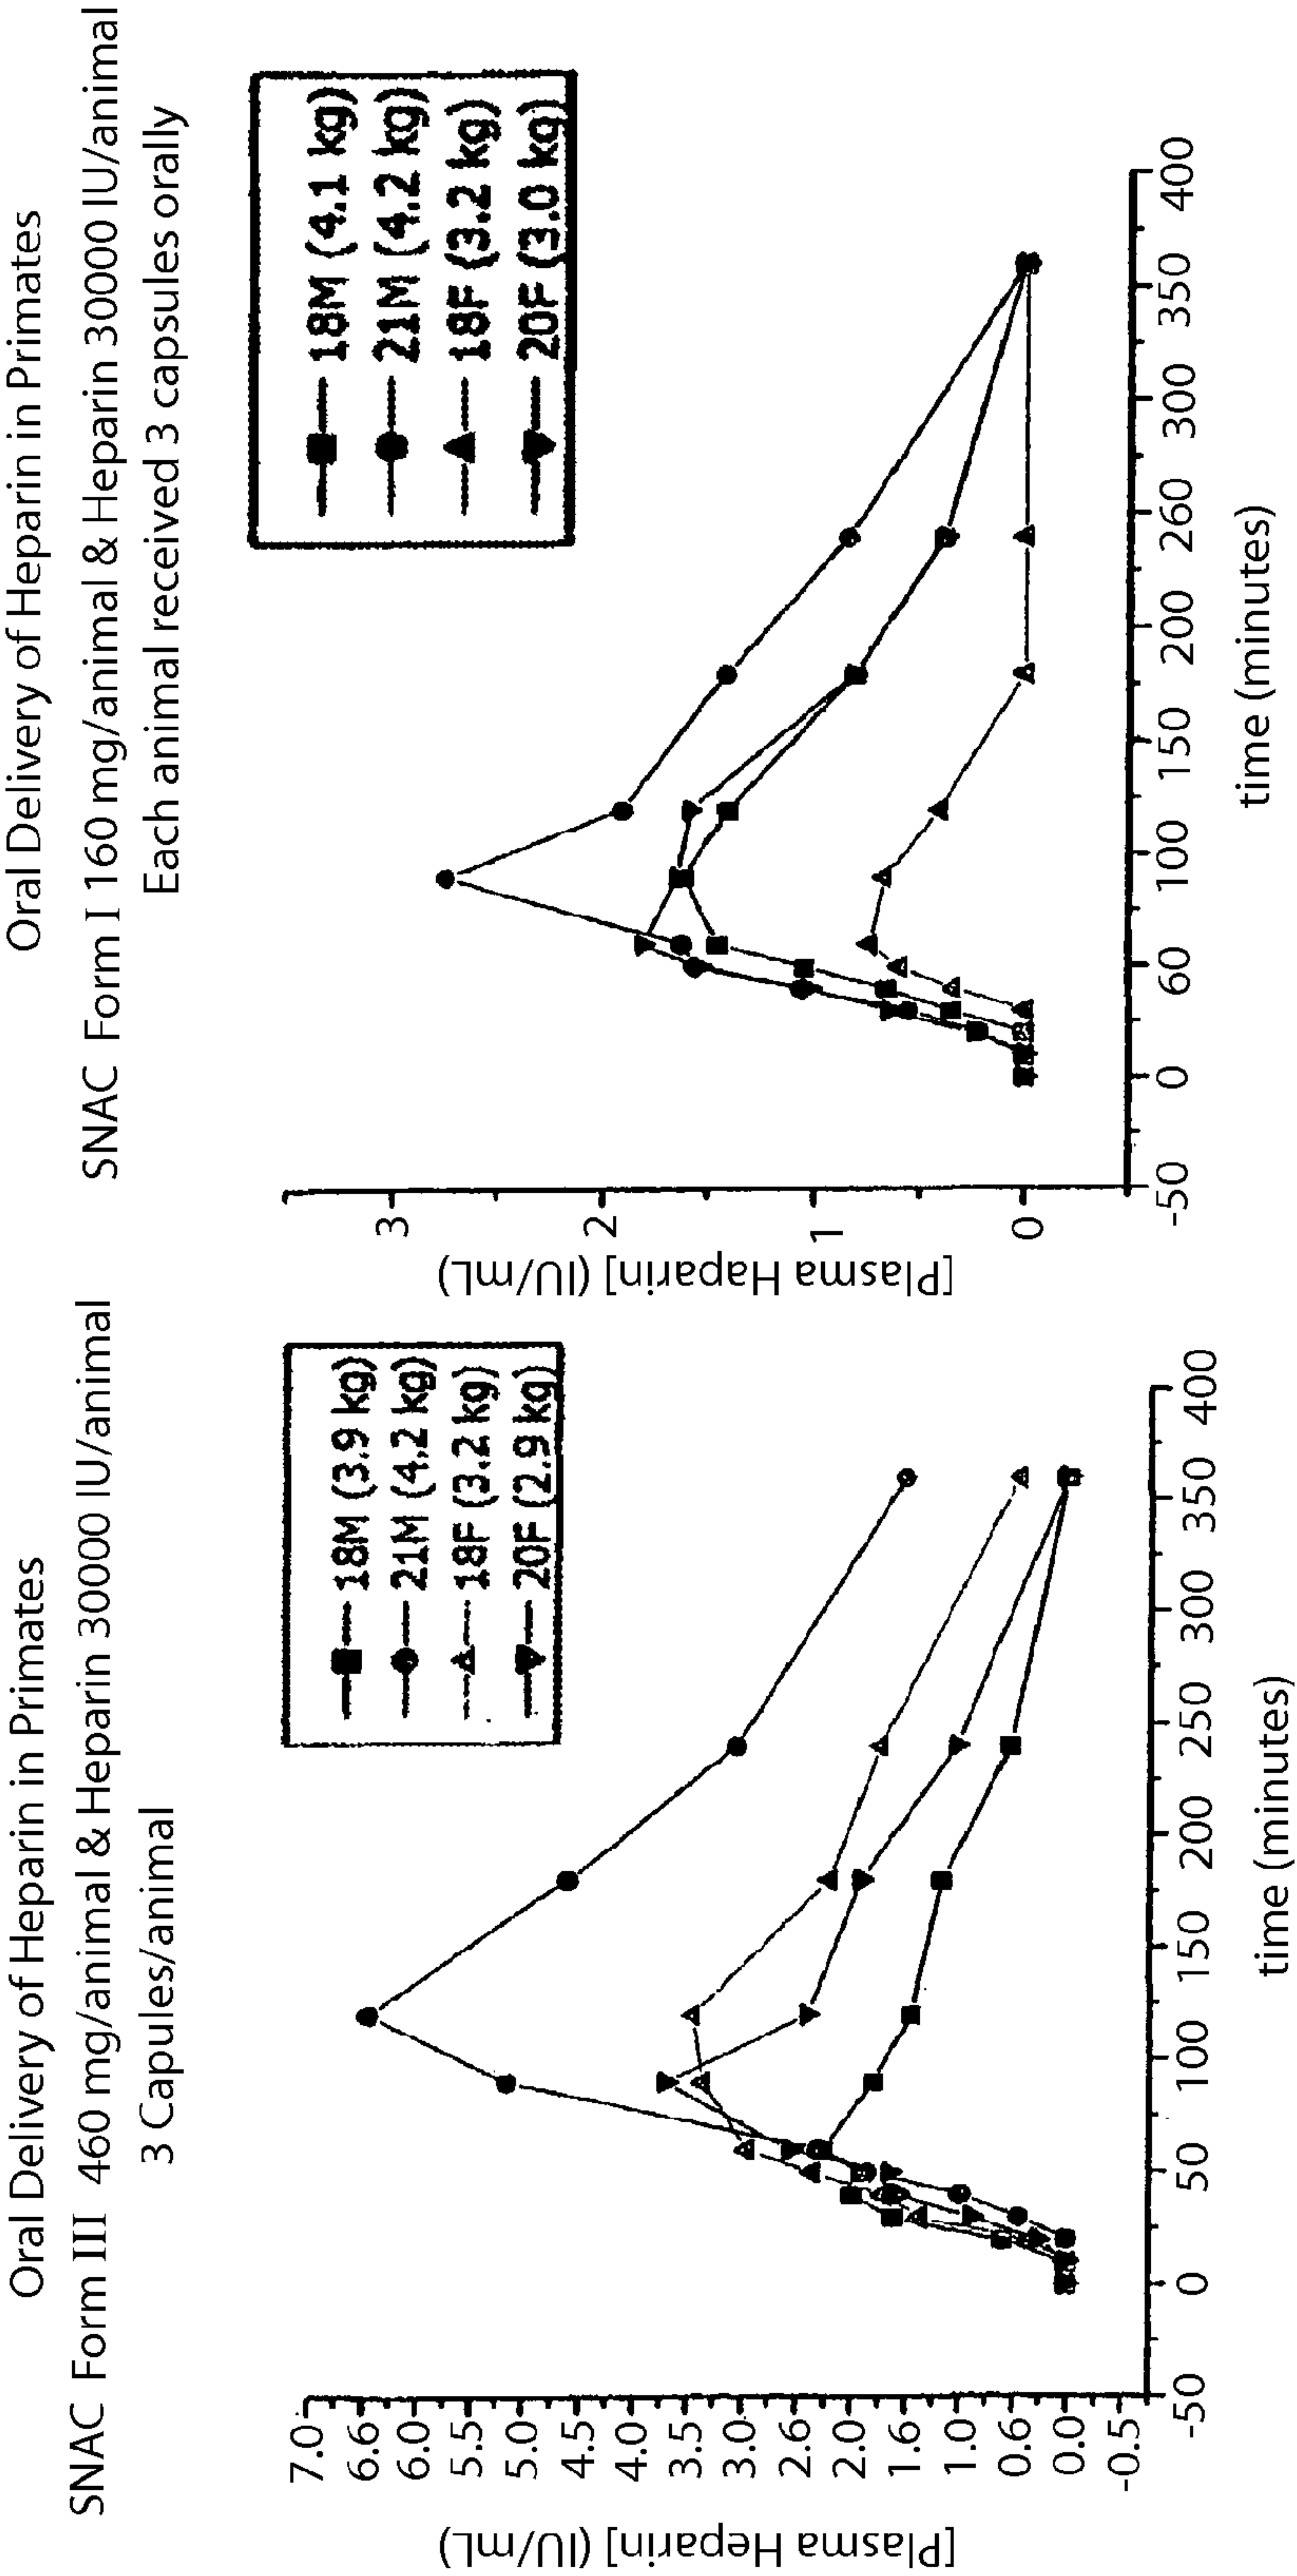 Oral Delivery of Heparin in Primates
SNAC Form III 460 mg/animal & Heparin 30000 IU/animal
3 Capules/animal
18M (3.9 kg)
21M (4.2 kg)
18F (3.2 kg)
20F (2.9 kg)
[Plasma Heparin] (IU/mL)
7.0
6.6
6.0
5.5
5.0
4.5
4.0
3.5
3.0
2.6
2.0
1.6
1.0
0.6
0.0
-0.5
-50
0
50
100
150
200
250
300
350
400
time (minutes)
Oral Delivery of Heparin in Primates
SNAC Form I 160 mg/animal & Heparin 30000 IU/animal
Each animal received 3 capsules orally
18M (4.1 kg)
21M (4.2 kg)
18F (3.2 kg)
20F (3.0 kg)
[Plasma Haparin] (IU/mL)
3
2
1
0
-50
0
60
100
150
200
260
300
350
400
time (minutes)